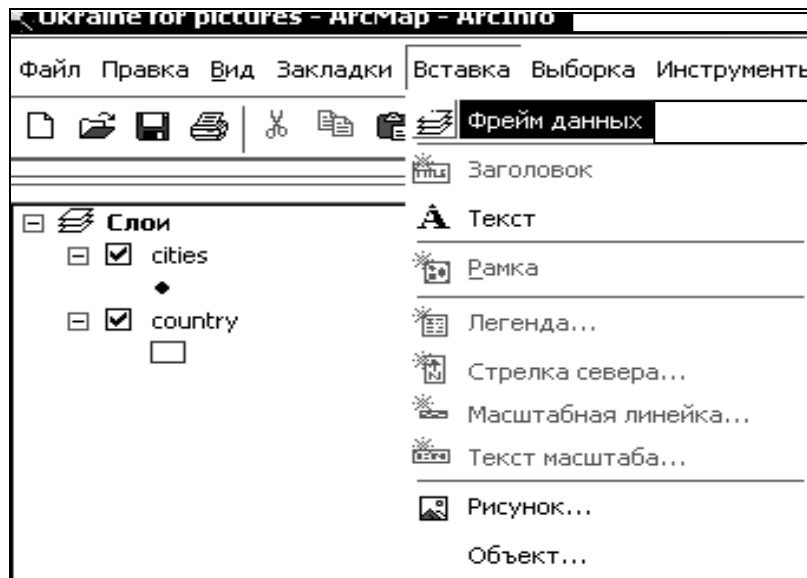 Ukraine for pictures - ArcMap - ArcInfo
Файл Правка Вид Закладки Вставка Выборка Инструменты
Фрейм данных
Заголовок
Слои
Текст
cities
Рамка
country
Легенда...
Стрелка севера...
Масштабная линейка...
Текст масштаба...
Рисунок...
Объект...